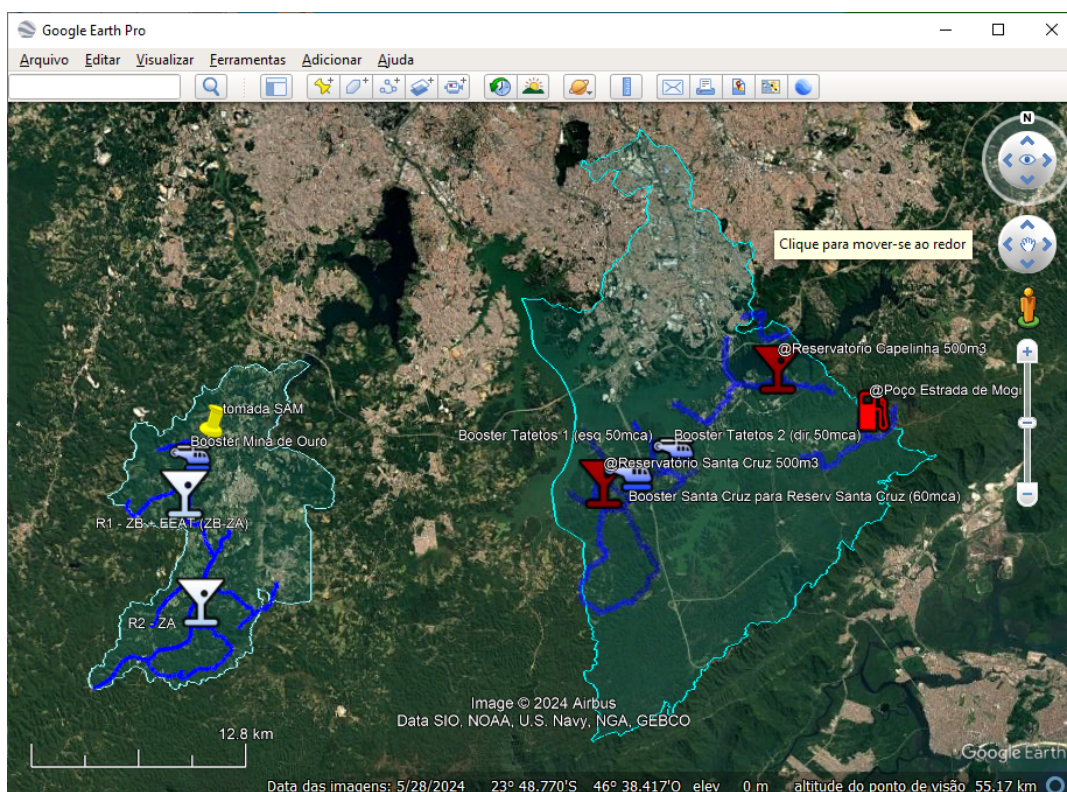 Google Earth Pro
Arquivo Editar Visualizar Ferramentas Adicionar Ajuda
N
Clique para mover-se ao redor
@Reservatório Capelinha 500m3
@Poço Estrada de Mogi
tomada SAM
Booster Mina de Ouro
Booster Tatetos 1 (esq 50mca)
Booster Tatetos 2 (dir 50mca)
@Reservatório Santa Cruz 500m3
Booster Santa Cruz para Reserv Santa Cruz (60mca)
R1 - ZB - EEAT (ZB-ZA)
R2 - ZA
Image © 2024 Airbus
Data SIO, NOAA, U.S. Navy, NGA, GEBCO
12.8 km
Google Earth
Data das imagens: 5/28/2024 23° 48.770'S 46° 38.417'O elev 0 m altitude do ponto de visão 55.17 km